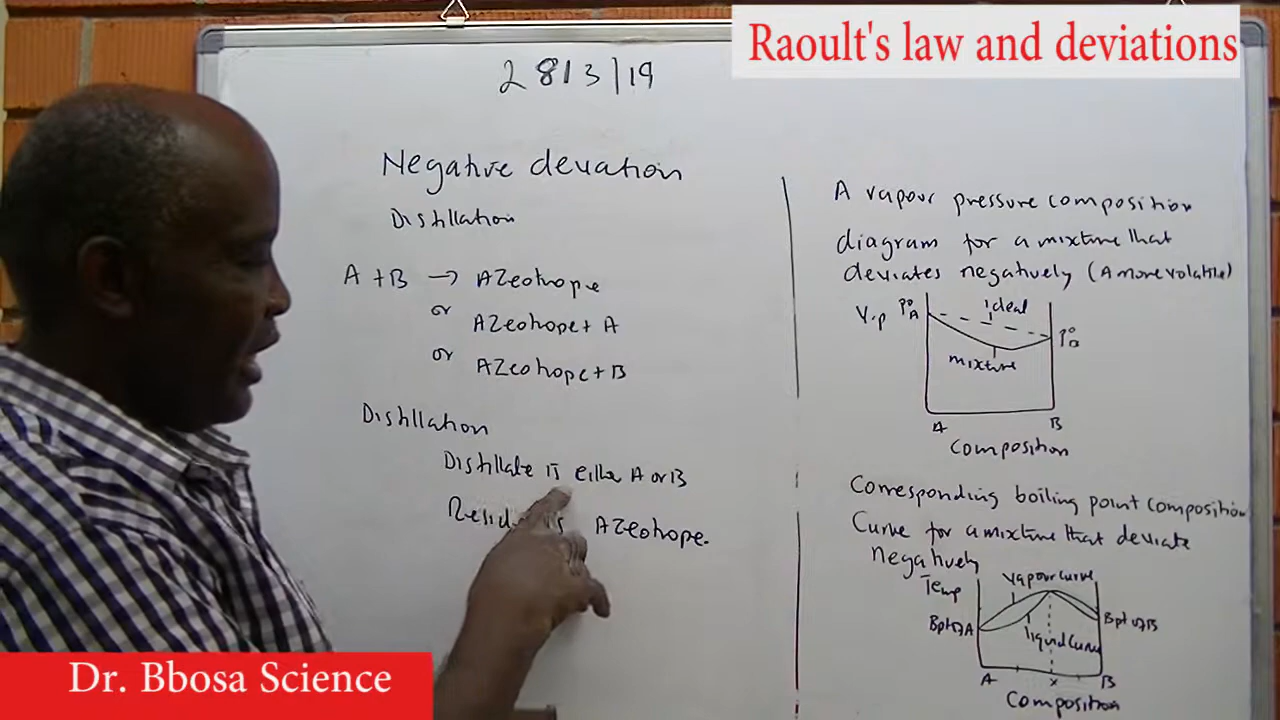 Raoult's law and deviations
2813/19
Negative deviation
Distillation
A + B → AZeotrope
or AZeotrope + A
or AZeotrope + B
Distillation
Distillate is either A or B
is AZeotrope.
A vapour pressure composition
diagram for a mixture that
deviates negatively (A more volatile)
V.p P°A ideal
P°B
mixture
A B
Composition
Corresponding boiling point composition
Curve for a mixture that deviate
negatively
Temp vapour curve
Bpt of A Bpt of B
liquid curve
A x B
Composition
Dr. Bbosa Science